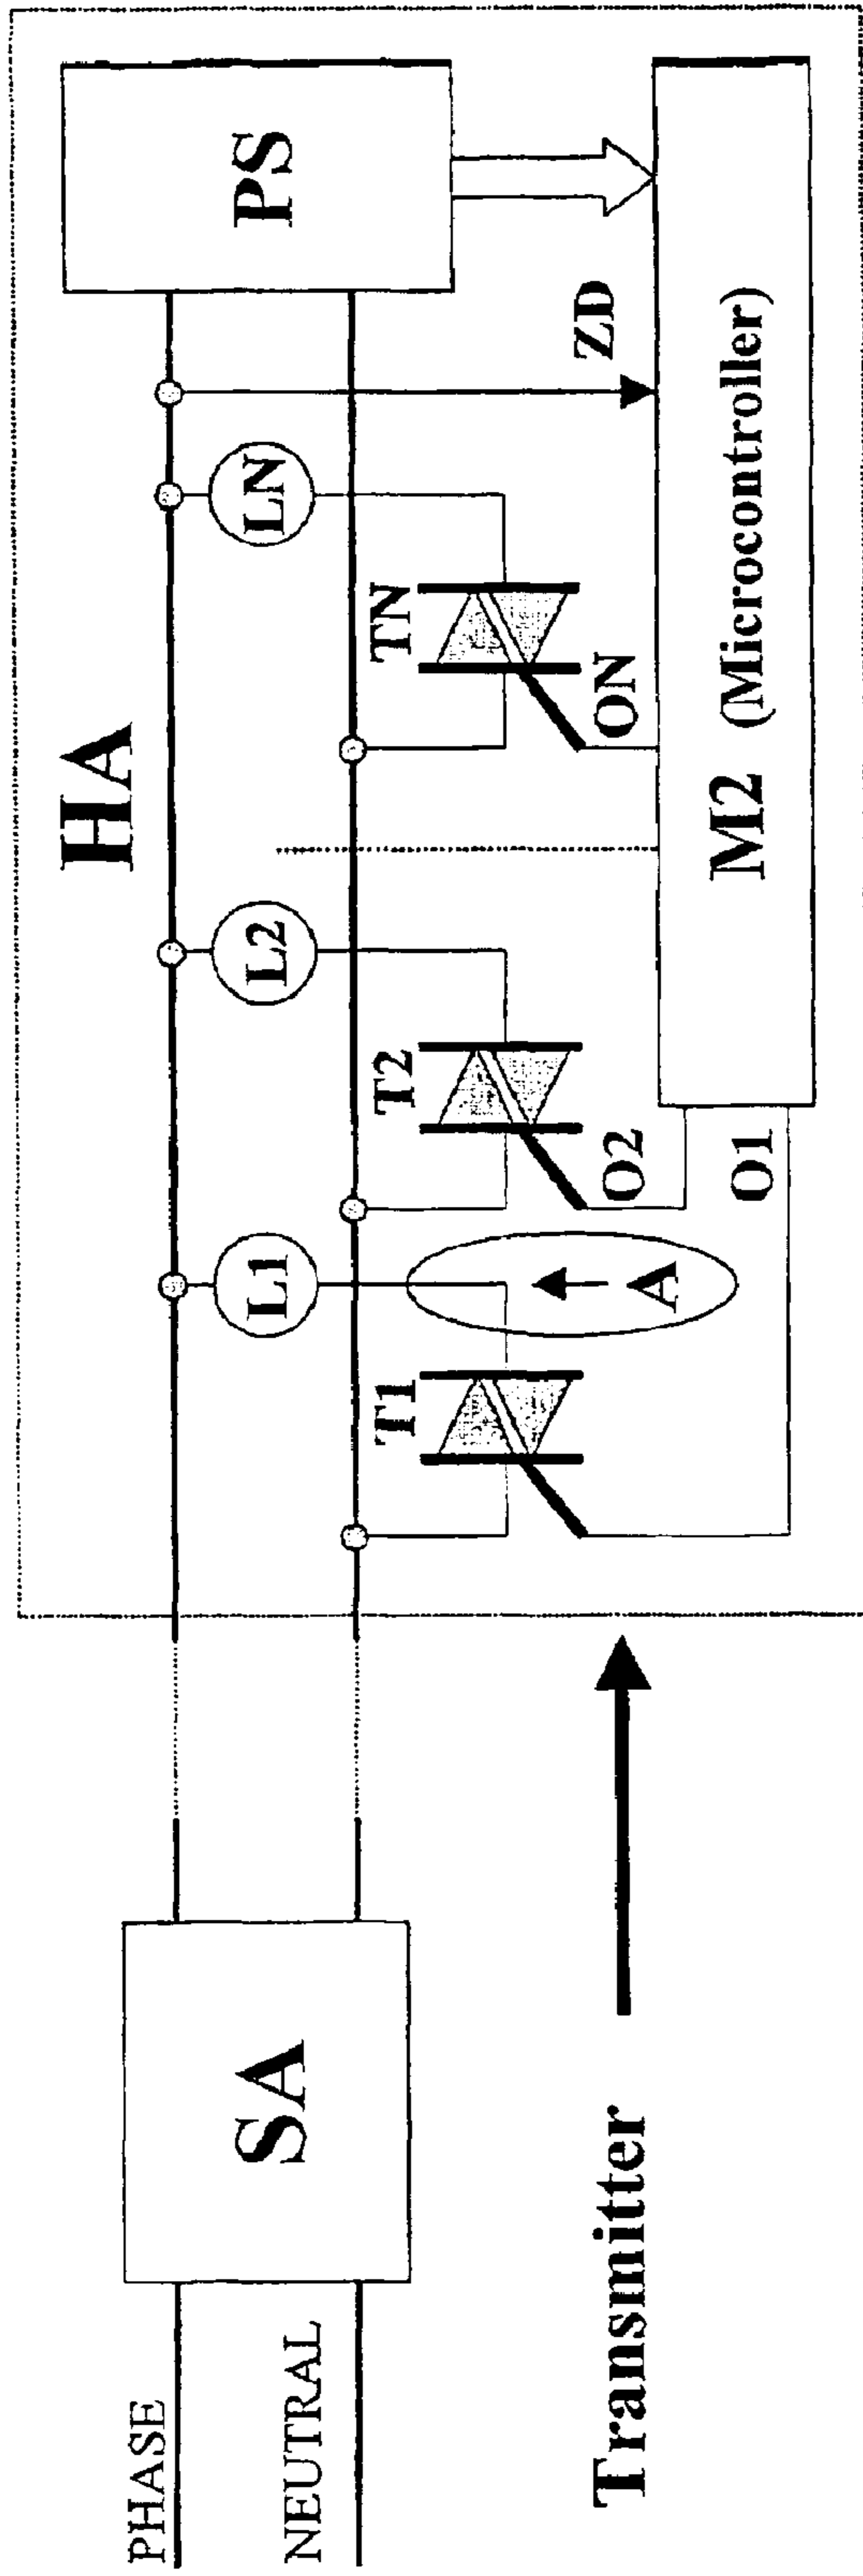 HA
PHASE
SA
PS
L1
L2
LN
NEUTRAL
T1
T2
TN
ZD
A
O2
ON
Transmitter
O1
M2 (Microcontroller)